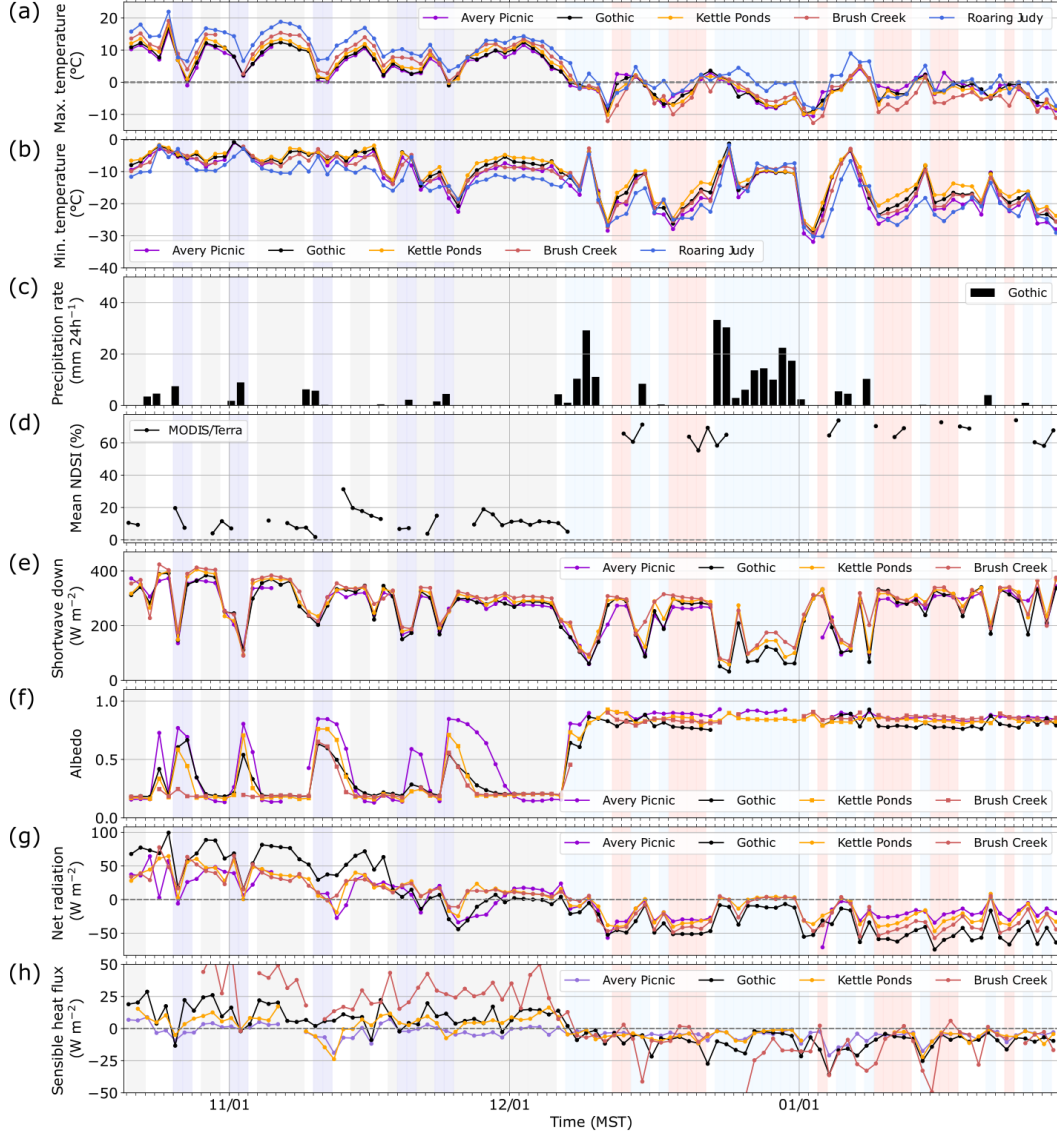 (a)
Max. temperature
(°C)
20
10
0
−10
Avery Picnic
Gothic
Kettle Ponds
Brush Creek
Roaring Judy
(b)
Min. temperature
(°C)
0
−10
−20
−30
−40
Avery Picnic
Gothic
Kettle Ponds
Brush Creek
Roaring Judy
(c)
Precipitation rate
(mm 24h⁻¹)
40
20
0
Gothic
(d)
Mean NDSI (%)
60
40
20
0
MODIS/Terra
(e)
Shortwave down
(W m⁻²)
400
200
0
Avery Picnic
Gothic
Kettle Ponds
Brush Creek
(f)
Albedo
1.0
0.5
0.0
Avery Picnic
Gothic
Kettle Ponds
Brush Creek
(g)
Net radiation
(W m⁻²)
100
50
0
−50
Avery Picnic
Gothic
Kettle Ponds
Brush Creek
(h)
Sensible heat flux
(W m⁻²)
50
25
0
−25
−50
Avery Picnic
Gothic
Kettle Ponds
Brush Creek
11/01
12/01
01/01
Time (MST)